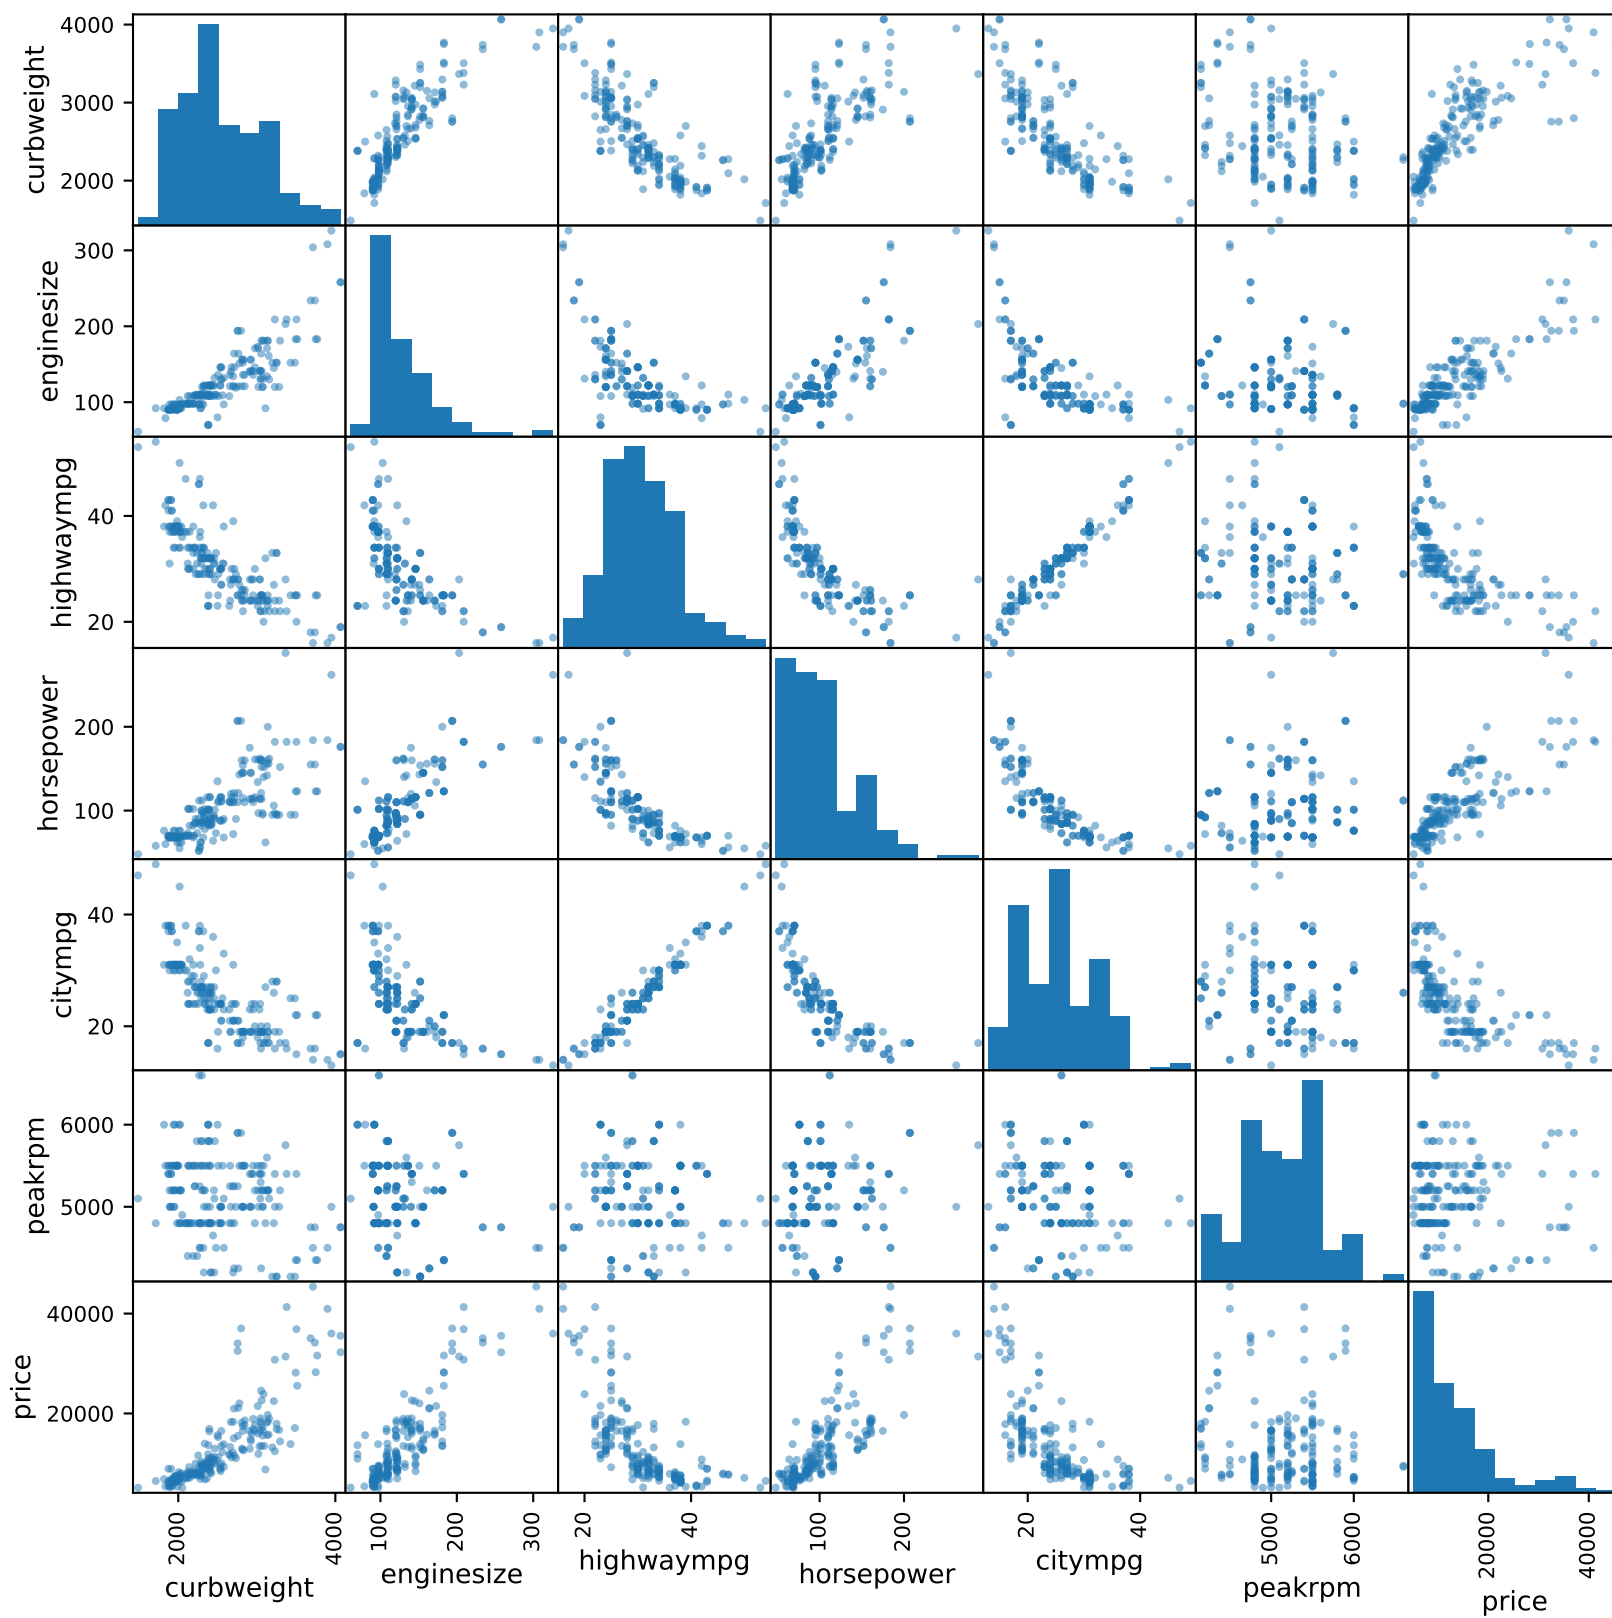 curbweight
4000
3000
2000
enginesize
300
200
100
highwaympg
40
20
horsepower
200
100
citympg
40
20
peakrpm
6000
5000
price
40000
20000
2000 4000 100 200 300 20 40 100 200 20 40 5000 6000 20000 40000
curbweight enginesize highwaympg horsepower citympg peakrpm price